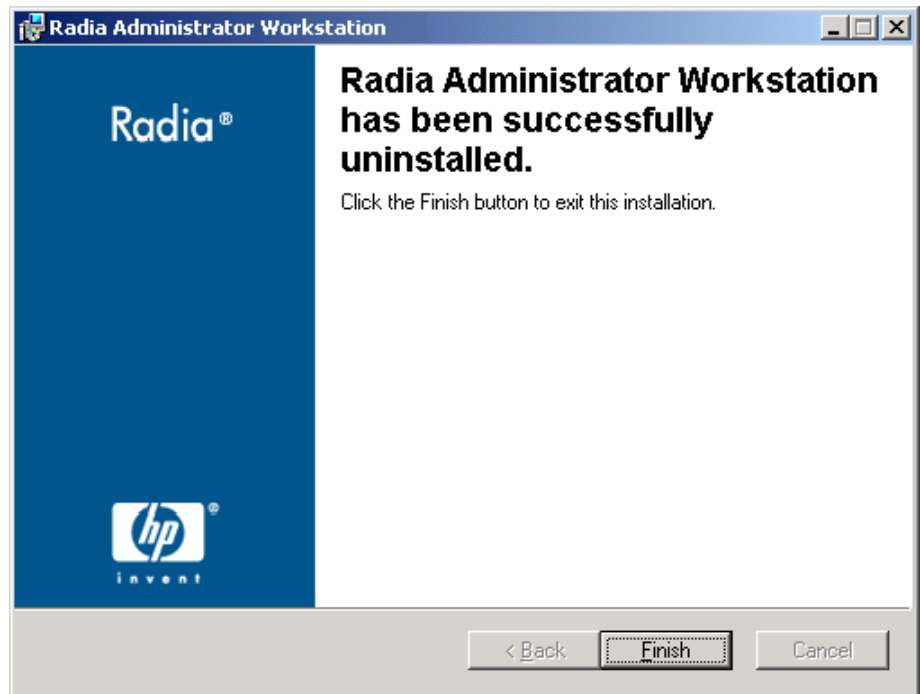 Radia Administrator Workstation
Radia®
Radia Administrator Workstation
has been successfully
uninstalled.
Click the Finish button to exit this installation.
hp®
invent
< Back
Finish
Cancel